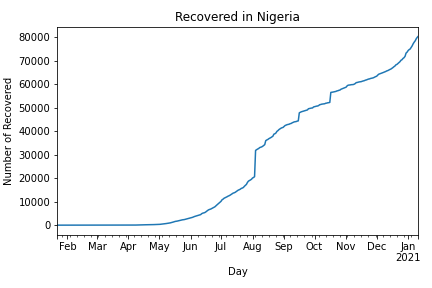 Recovered in Nigeria
Number of Recovered
80000
70000
60000
50000
40000
30000
20000
10000
0
Feb Mar Apr May Jun Jul Aug Sep Oct Nov Dec Jan
2021
Day